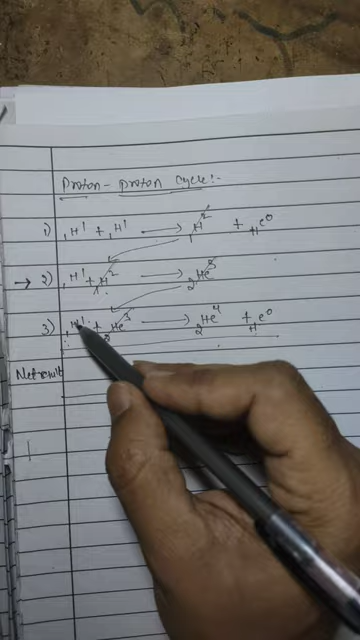 Proton - Proton Cycle :-
1) ₁H¹ + ₁H¹ ⟶ ₁H² + ₊₁e⁰
→ 2) ₁H¹ + ₁H² ⟶ ₂He³
3) ₁H¹ + ₂He³ ⟶ ₂He⁴ + ₊₁e⁰
Net result